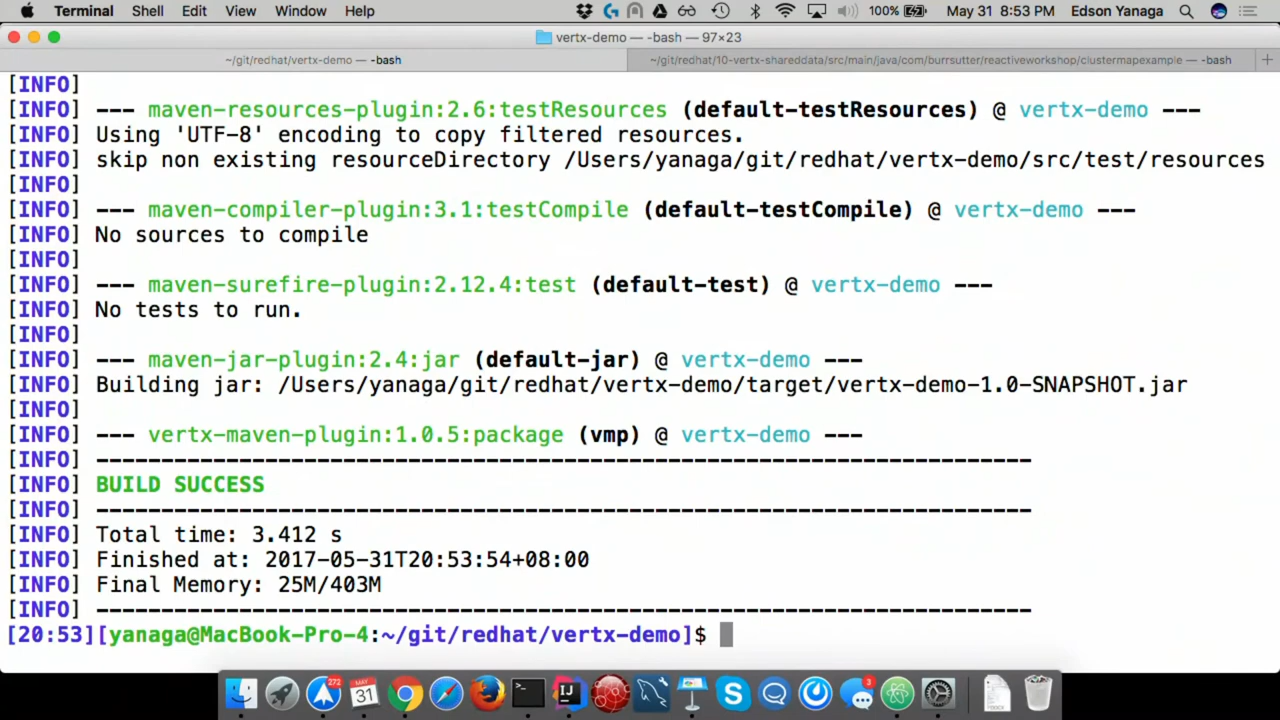 Terminal Shell Edit View Window Help 100% May 31 8:53 PM Edson Yanaga
vertx-demo — -bash — 97×23
~/git/redhat/vertx-demo — -bash ~/git/redhat/10-vertx-shareddata/src/main/java/com/burrsutter/reactiveworkshop/clustermapexample — -bash
[INFO]
[INFO] --- maven-resources-plugin:2.6:testResources (default-testResources) @ vertx-demo ---
[INFO] Using 'UTF-8' encoding to copy filtered resources.
[INFO] skip non existing resourceDirectory /Users/yanaga/git/redhat/vertx-demo/src/test/resources
[INFO]
[INFO] --- maven-compiler-plugin:3.1:testCompile (default-testCompile) @ vertx-demo ---
[INFO] No sources to compile
[INFO]
[INFO] --- maven-surefire-plugin:2.12.4:test (default-test) @ vertx-demo ---
[INFO] No tests to run.
[INFO]
[INFO] --- maven-jar-plugin:2.4:jar (default-jar) @ vertx-demo ---
[INFO] Building jar: /Users/yanaga/git/redhat/vertx-demo/target/vertx-demo-1.0-SNAPSHOT.jar
[INFO]
[INFO] --- vertx-maven-plugin:1.0.5:package (vmp) @ vertx-demo ---
[INFO] ------------------------------------------------------------------------
[INFO] BUILD SUCCESS
[INFO] ------------------------------------------------------------------------
[INFO] Total time: 3.412 s
[INFO] Finished at: 2017-05-31T20:53:54+08:00
[INFO] Final Memory: 25M/403M
[INFO] ------------------------------------------------------------------------
[20:53][yanaga@MacBook-Pro-4:~/git/redhat/vertx-demo]$
272 31 IJ 3